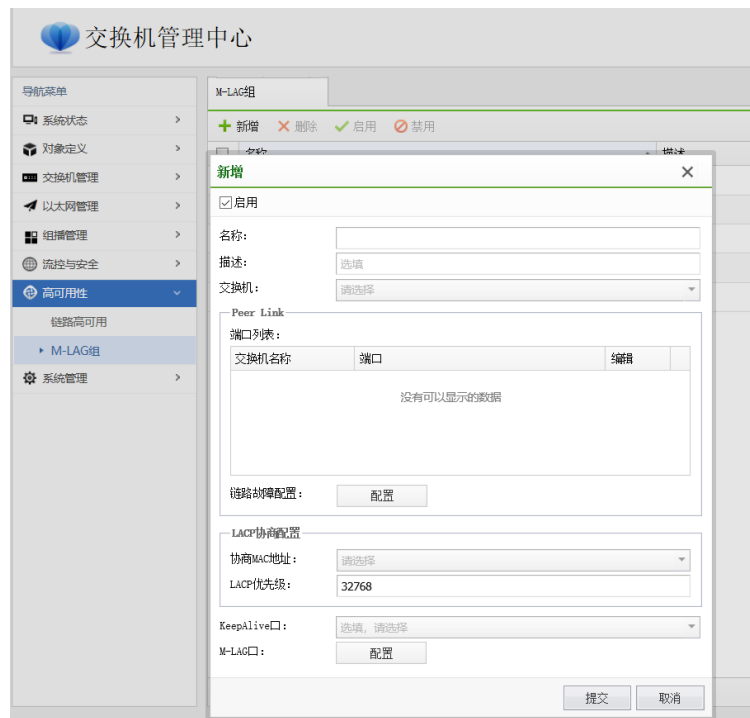 交换机管理中心
导航菜单
系统状态
对象定义
交换机管理
以太网管理
组播管理
流控与安全
高可用性
链路高可用
M-LAG组
系统管理
M-LAG组
新增 删除 启用 禁用
名称 描述
新增
启用
名称：
描述： 选填
交换机： 请选择
Peer Link
端口列表：
交换机名称 端口 编辑
没有可以显示的数据
链路故障配置： 配置
LACP协商配置
协商MAC地址： 请选择
LACP优先级： 32768
KeepAlive口： 选填，请选择
M-LAG口： 配置
提交 取消